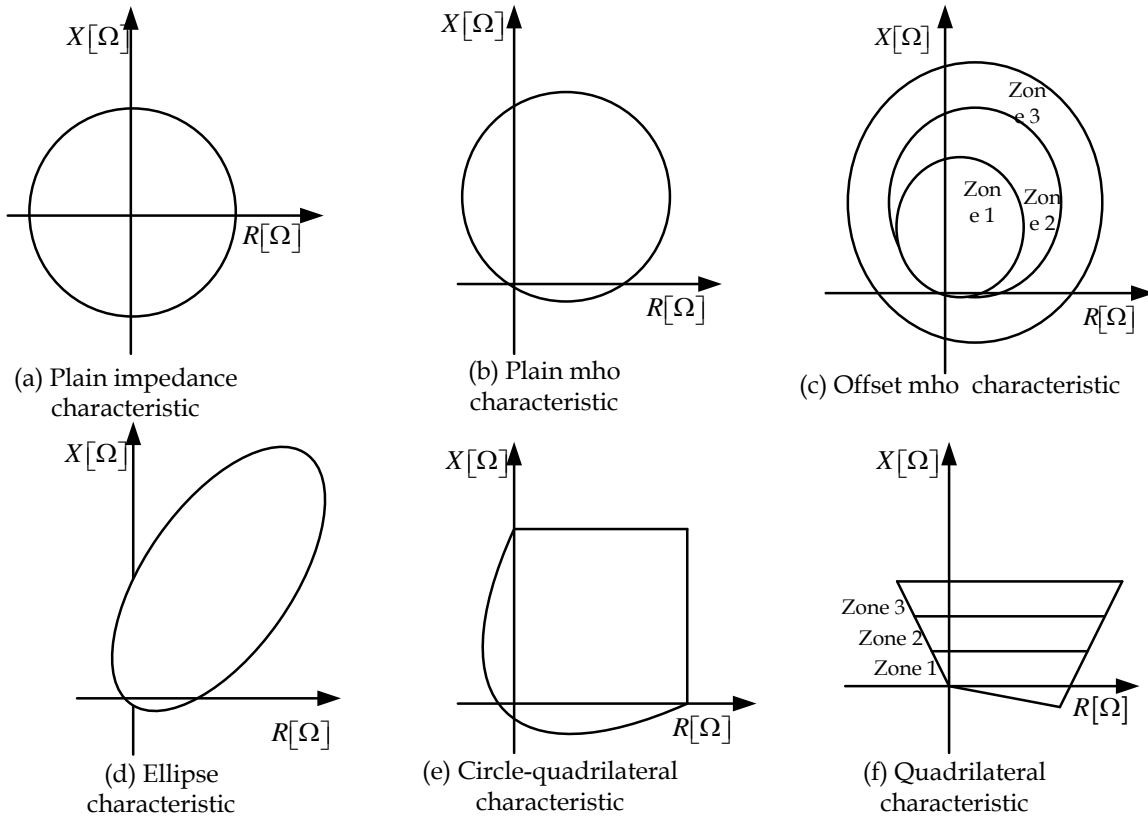 X[Ω]
R[Ω]
(a) Plain impedance
characteristic
X[Ω]
R[Ω]
(b) Plain mho
characteristic
X[Ω]
Zon
e 3
Zon
e 1
Zon
e 2
R[Ω]
(c) Offset mho characteristic
X[Ω]
R[Ω]
(d) Ellipse
characteristic
X[Ω]
R[Ω]
(e) Circle-quadrilateral
characteristic
X[Ω]
Zone 3
Zone 2
Zone 1
R[Ω]
(f) Quadrilateral
characteristic